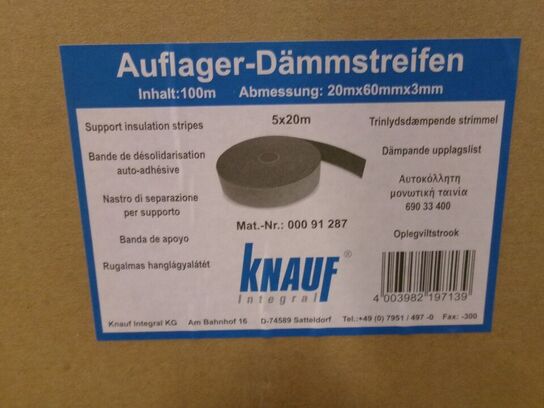 Auflager-Dämmstreifen
Inhalt:100m Abmessung: 20mx60mmx3mm
5x20m
Support insulation stripes
Bande de désolidarisation
auto-adhésive
Nastro di separazione
per supporto
Banda de apoyo
Rugalmas hanglágyalátét
Trinlydsdæmpende strimmel
Dämpande upplagslist
Αυτοκόλλητη
μονωτική ταινία
690 33 400
Oplegviltstrook
Mat.-Nr.: 000 91 287
KNAUF®
Integral
4 003982 197139
Knauf Integral KG Am Bahnhof 16 D-74589 Satteldorf Tel.:+49 (0) 7951 / 497 -0 Fax: -300